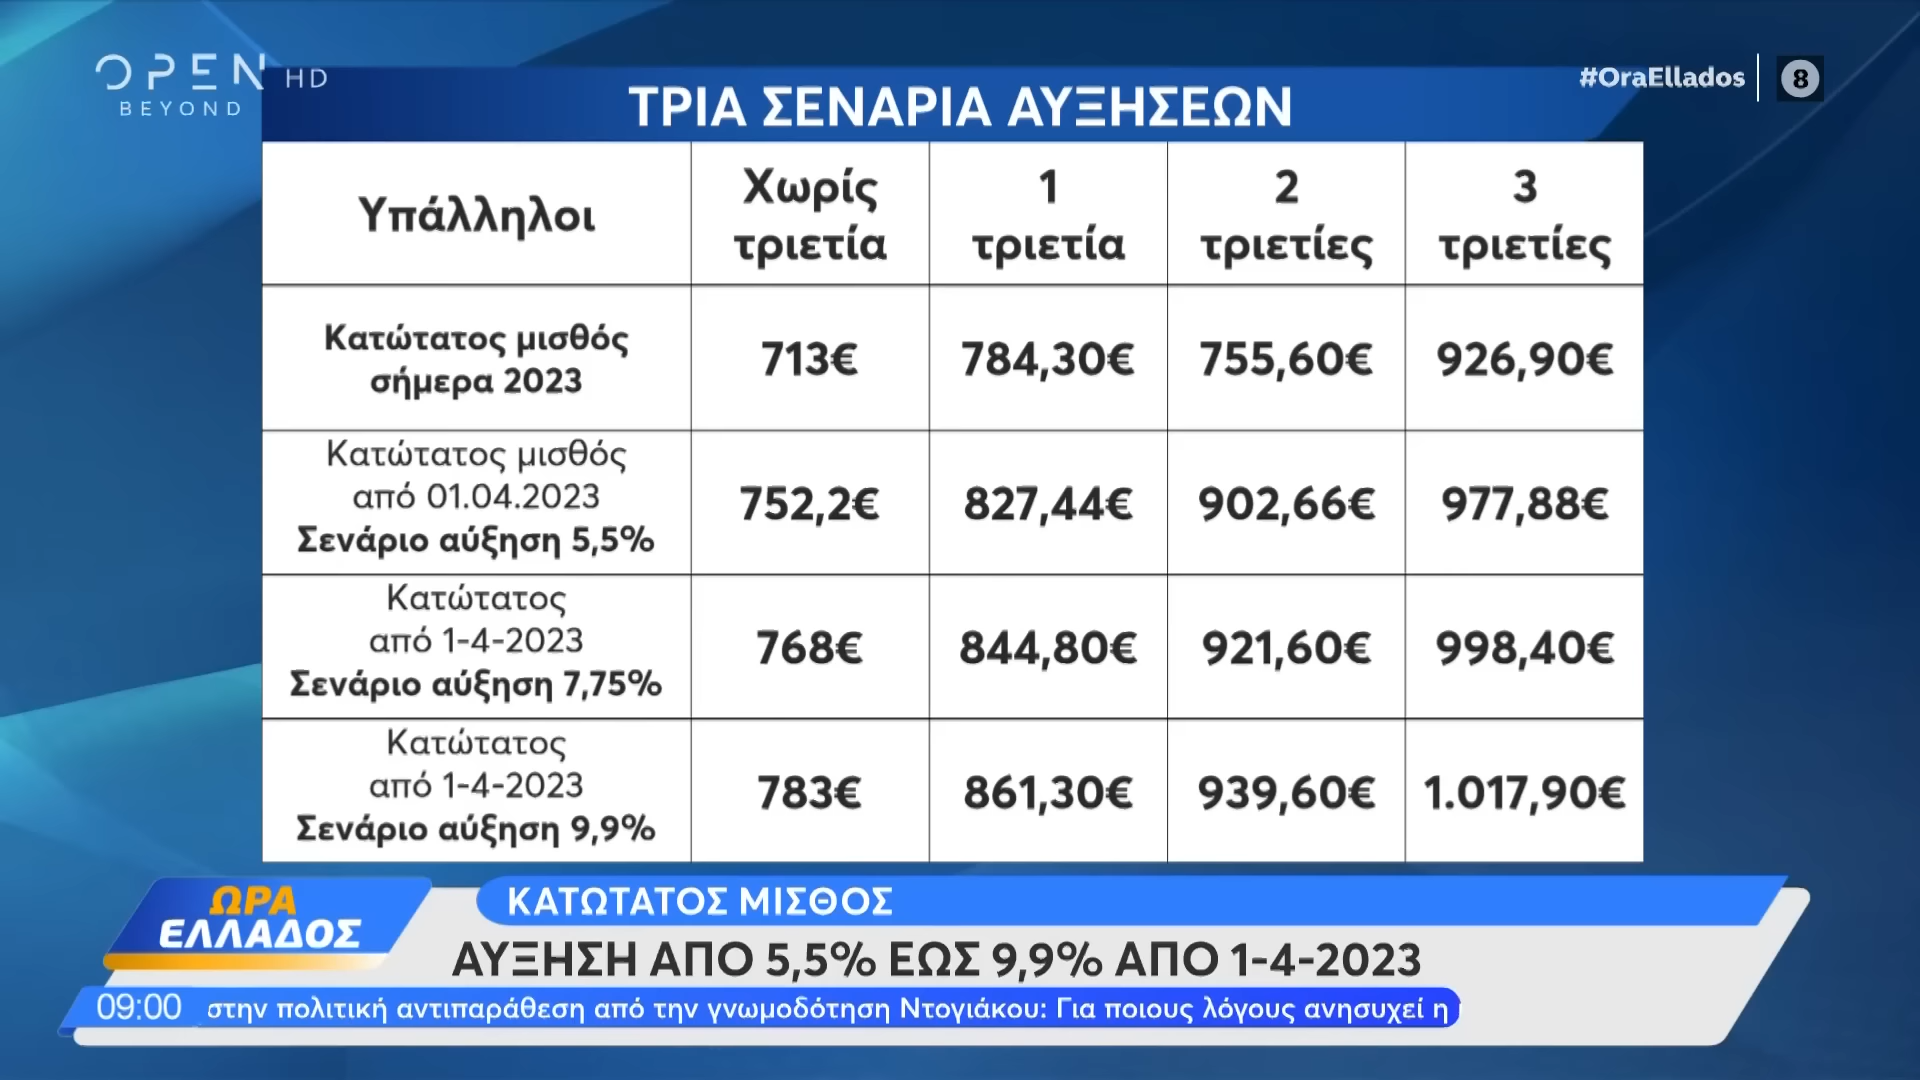 OPEN HD
BEYOND
#OraEllados
8
ΤΡΙΑ ΣΕΝΑΡΙΑ ΑΥΞΗΣΕΩΝ
Υπάλληλοι
Χωρίς
τριετία
1
τριετία
2
τριετίες
3
τριετίες
Κατώτατος μισθός
σήμερα 2023
713€
784,30€
755,60€
926,90€
Κατώτατος μισθός
από 01.04.2023
Σενάριο αύξηση 5,5%
752,2€
827,44€
902,66€
977,88€
Κατώτατος
από 1-4-2023
Σενάριο αύξηση 7,75%
768€
844,80€
921,60€
998,40€
Κατώτατος
από 1-4-2023
Σενάριο αύξηση 9,9%
783€
861,30€
939,60€
1.017,90€
ΩΡΑ
ΕΛΛΑΔΟΣ
ΚΑΤΩΤΑΤΟΣ ΜΙΣΘΟΣ
ΑΥΞΗΣΗ ΑΠΟ 5,5% ΕΩΣ 9,9% ΑΠΟ 1-4-2023
09:00 στην πολιτική αντιπαράθεση από την γνωμοδότηση Ντογιάκου: Για ποιους λόγους ανησυχεί η